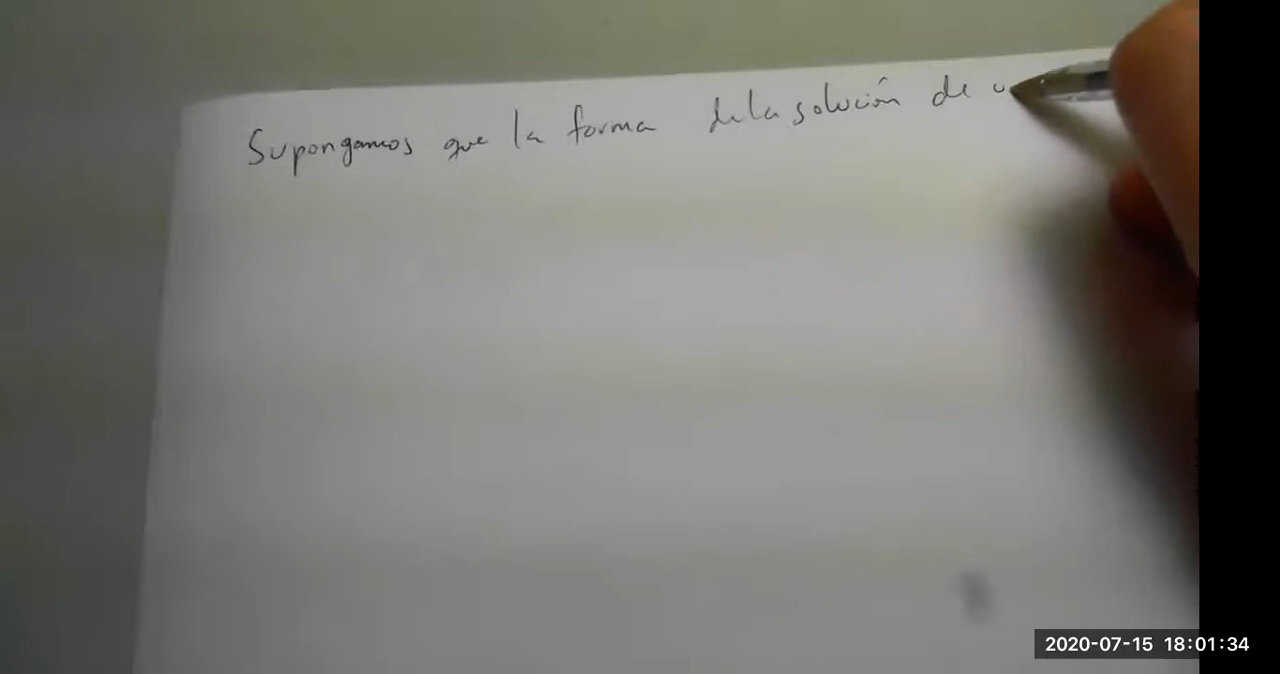 Supongamos que la forma de la solución de u
2020-07-15 18:01:34